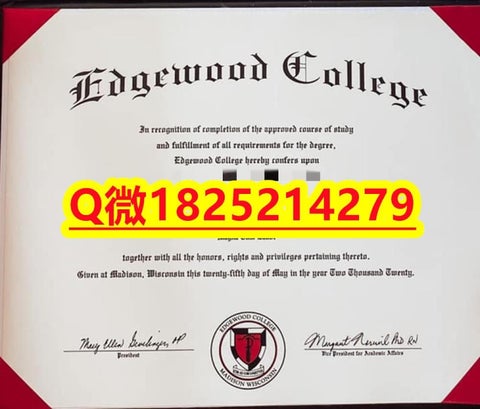 Edgewood College
In recognition of completion of the approved course of study
and fulfillment of all requirements for the degree,
Edgewood College hereby confers upon
Q微1825214279
together with all the honors, rights and privileges pertaining thereto.
Given at Madison, Wisconsin this twenty-fifth day of May in the year Two Thousand Twenty.
President
Vice President for Academic Affairs
EDGEWOOD COLLEGE
MADISON WISCONSIN